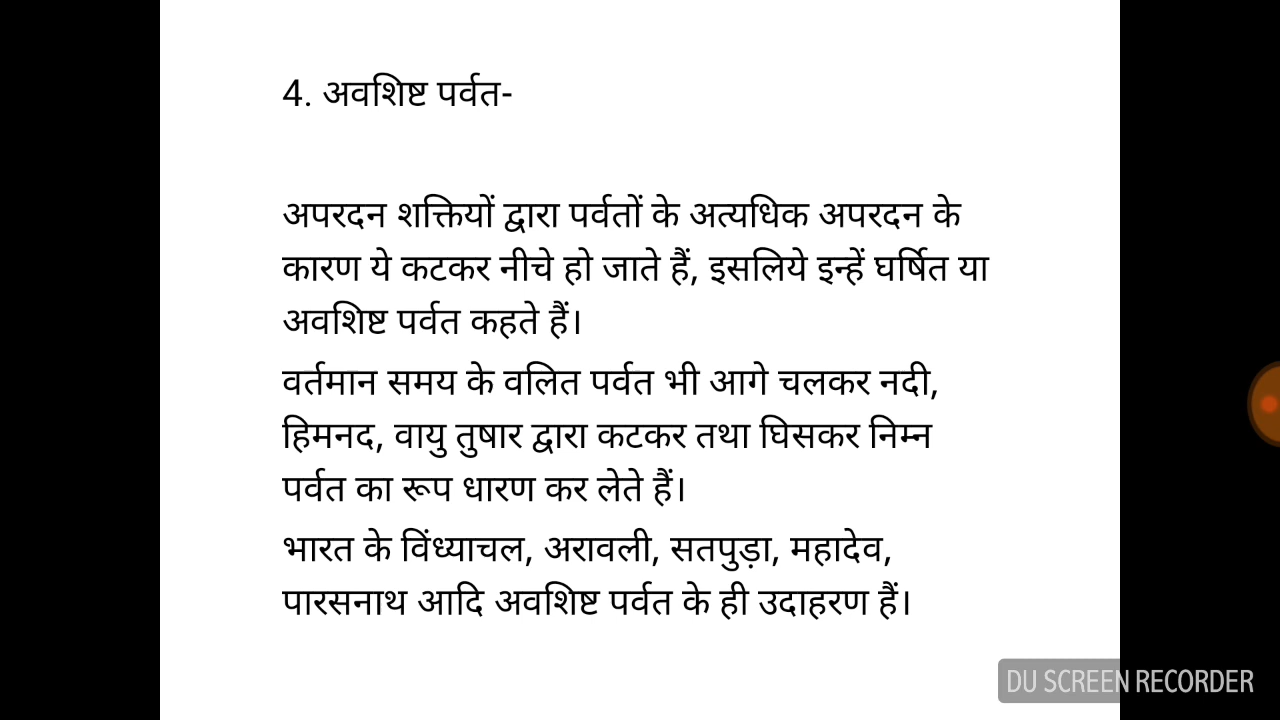 4. अवशिष्ट पर्वत-
अपरदन शक्तियों द्वारा पर्वतों के अत्यधिक अपरदन के
कारण ये कटकर नीचे हो जाते हैं, इसलिये इन्हें घर्षित या
अवशिष्ट पर्वत कहते हैं।
वर्तमान समय के वलित पर्वत भी आगे चलकर नदी,
हिमनद, वायु तुषार द्वारा कटकर तथा घिसकर निम्न
पर्वत का रूप धारण कर लेते हैं।
भारत के विंध्याचल, अरावली, सतपुड़ा, महादेव,
पारसनाथ आदि अवशिष्ट पर्वत के ही उदाहरण हैं।
DU SCREEN RECORDER